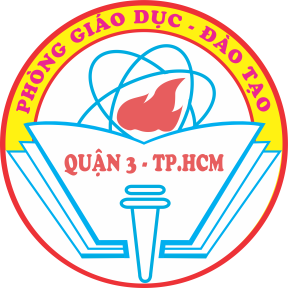 PHÒNG GIÁO DỤC - ĐÀO TẠO
QUẬN 3 - TP.HCM